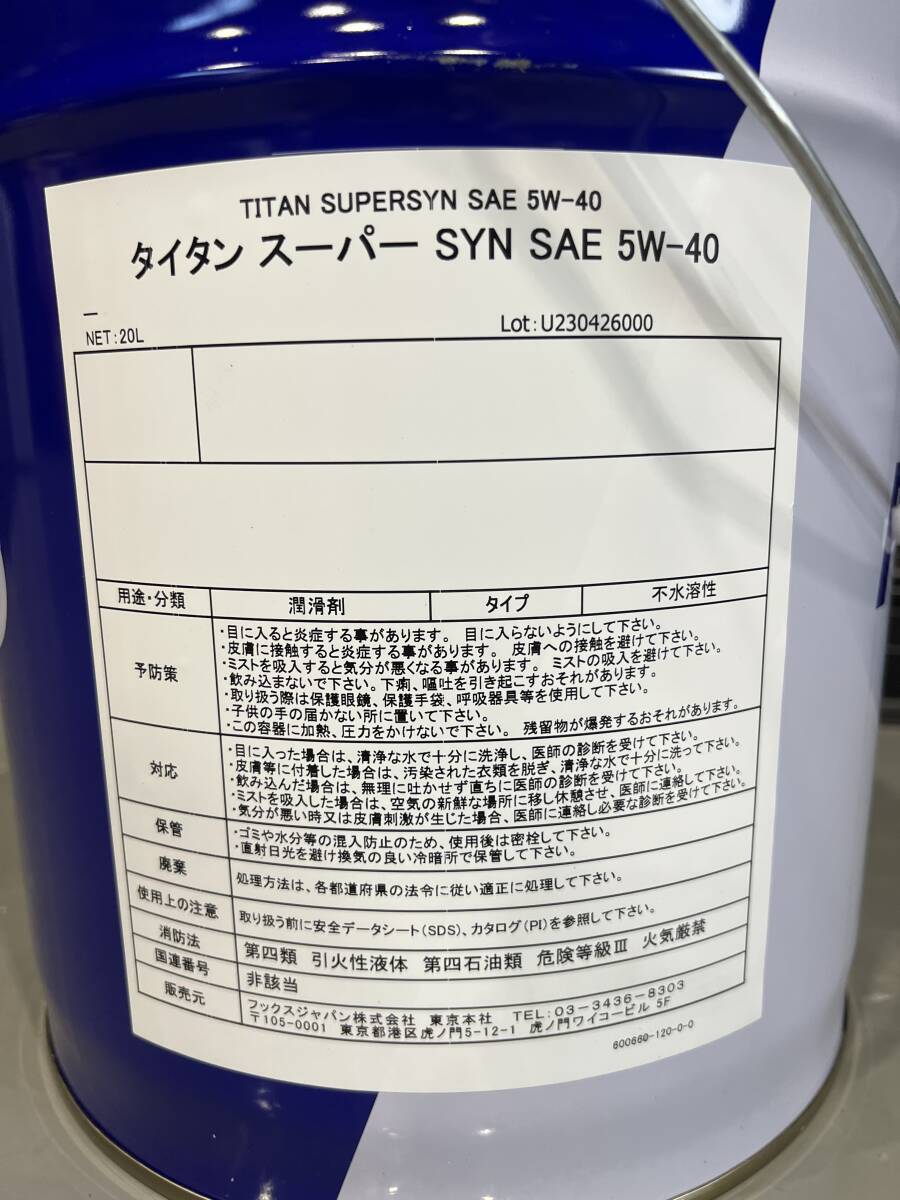 TITAN SUPERSYN SAE 5W-40
タイタン スーパー SYN SAE 5W-40
NET:20L
Lot:U230426000
用途・分類 潤滑剤 タイプ 不水溶性
予防策
・目に入ると炎症する事があります。 目に入らないようにして下さい。
・皮膚に接触すると炎症する事があります。 皮膚への接触を避けて下さい。
・ミストを吸入すると気分が悪くなる事があります。 ミストの吸入を避けて下さい。
・飲み込まないで下さい。下痢、嘔吐を引き起こすおそれがあります。
・取り扱う際は保護眼鏡、保護手袋、呼吸器具等を使用して下さい。
・子供の手の届かない所に置いて下さい。
・この容器に加熱、圧力をかけないで下さい。 残留物が爆発するおそれがあります。
対応
・目に入った場合は、清浄な水で十分に洗浄し、医師の診断を受けて下さい。
・皮膚等に付着した場合は、汚染された衣類を脱ぎ、清浄な水で十分に洗って下さい。
・飲み込んだ場合は、無理に吐かせず直ちに医師の診断を受けて下さい。
・ミストを吸入した場合は、空気の新鮮な場所に移し休憩させ、医師に連絡して下さい。
・気分が悪い時又は皮膚刺激が生じた場合、医師に連絡し必要な診断を受けて下さい。
保管
・ゴミや水分等の混入防止のため、使用後は密栓して下さい。
・直射日光を避け換気の良い冷暗所で保管して下さい。
廃棄 処理方法は、各都道府県の法令に従い適正に処理して下さい。
使用上の注意 取り扱う前に安全データシート(SDS)、カタログ(PI)を参照して下さい。
消防法 第四類 引火性液体 第四石油類 危険等級Ⅲ 火気厳禁
国連番号 非該当
販売元 フックスジャパン株式会社 東京本社 TEL:03-3436-8303
〒105-0001 東京都港区虎ノ門5-12-1 虎ノ門ワイコービル 5F
600660-120-0-0